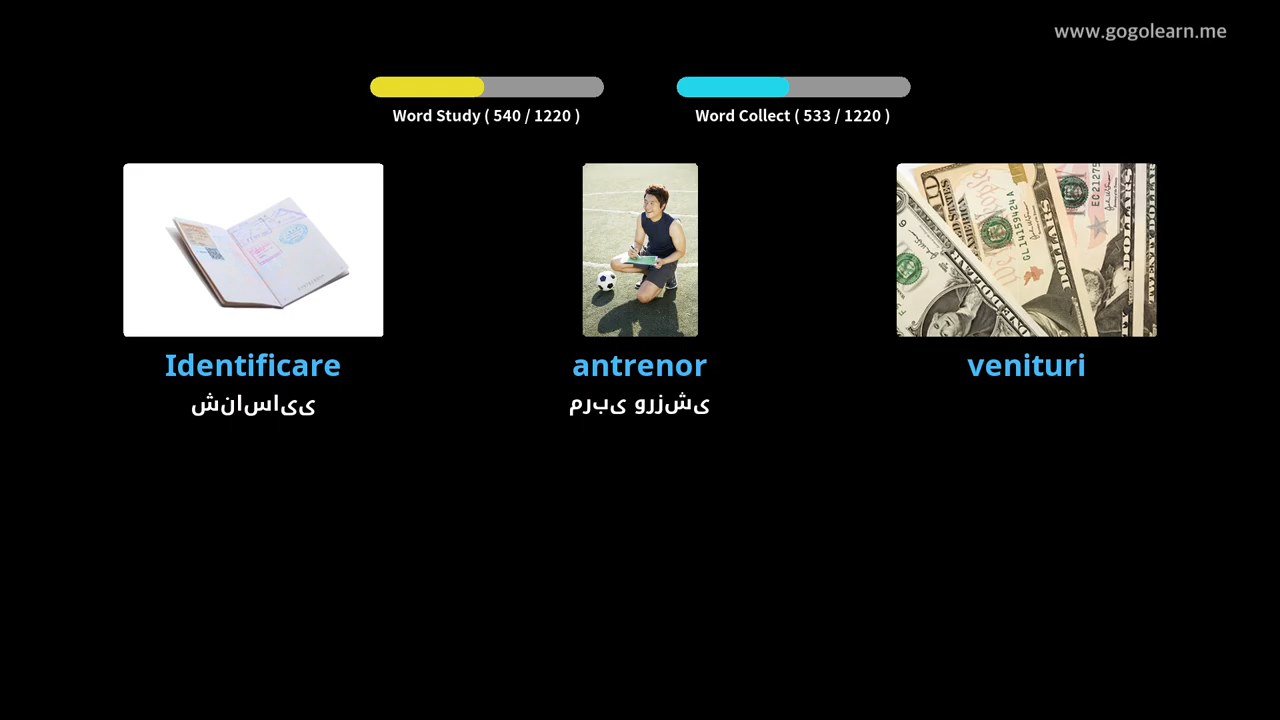 www.gogolearn.me
Word Study ( 540 / 1220 )
Word Collect ( 533 / 1220 )
Identificare
شناسایی
antrenor
مربی ورزشی
venituri